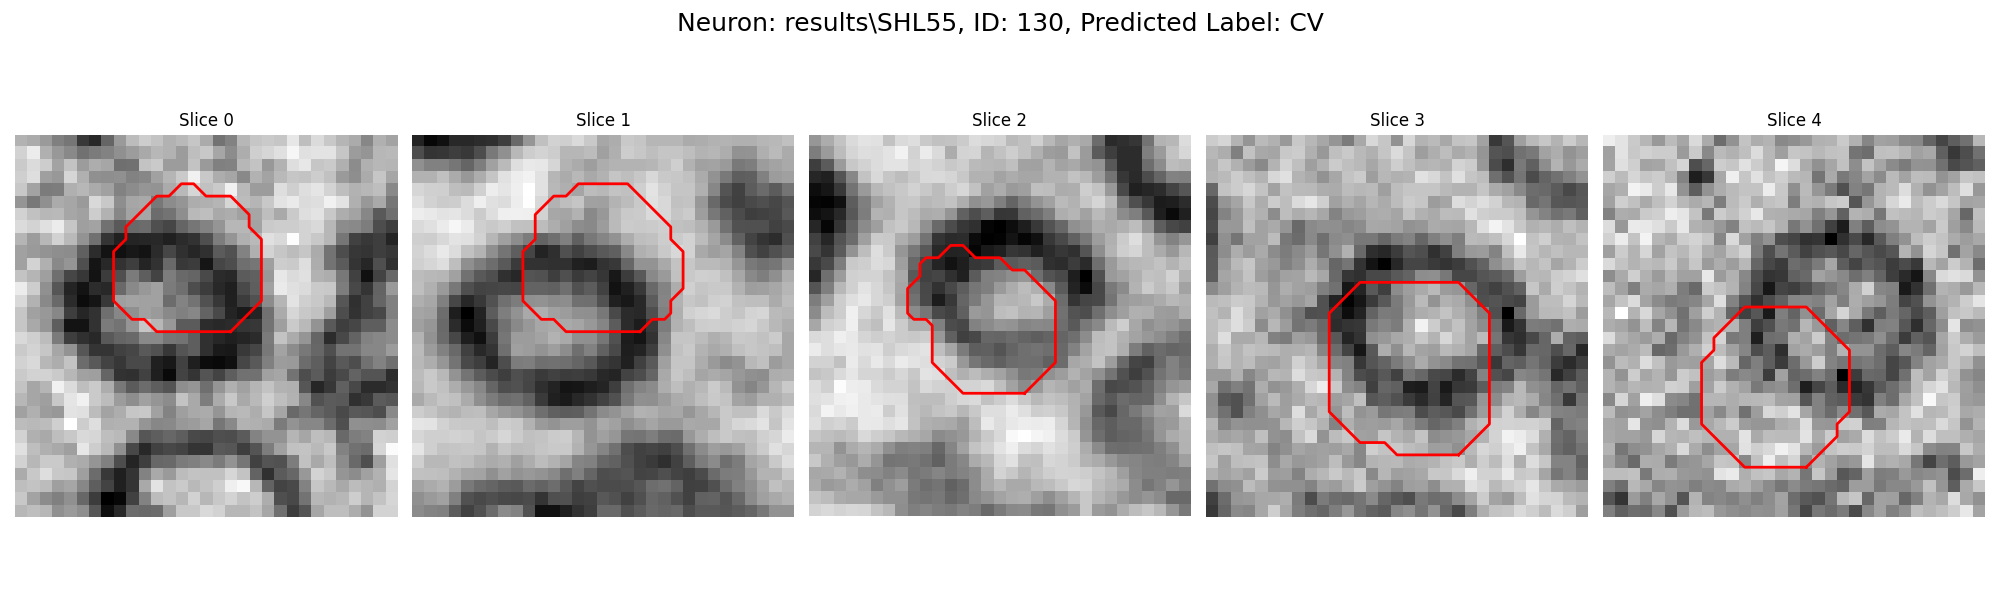 Neuron: results\SHL55, ID: 130, Predicted Label: CV
Slice 0
Slice 1
Slice 2
Slice 3
Slice 4